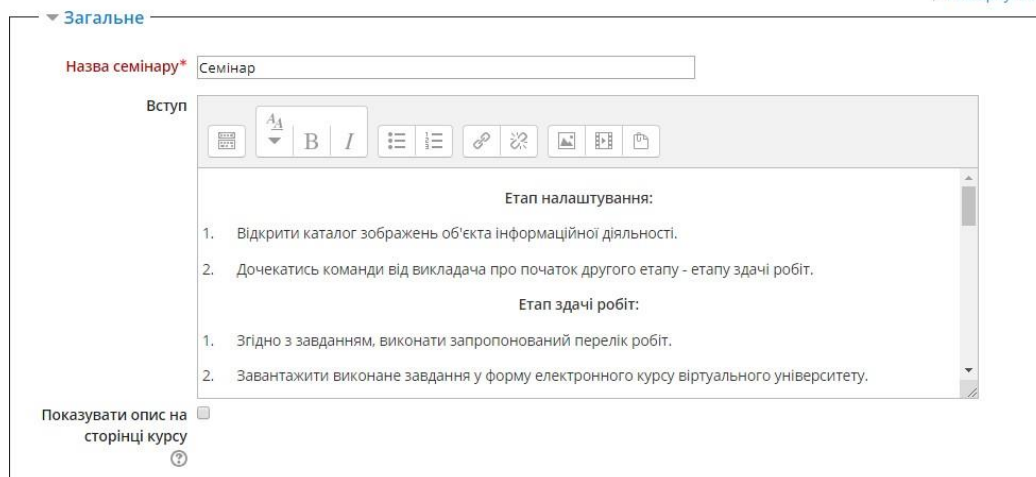 Загальне
Назва семінару*
Семінар
Вступ
Етап налаштування:
1. Відкрити каталог зображень об'єкта інформаційної діяльності.
2. Дочекатись команди від викладача про початок другого етапу - етапу здачі робіт.
Етап здачі робіт:
1. Згідно з завданням, виконати запропонований перелік робіт.
2. Завантажити виконане завдання у форму електронного курсу віртуального університету.
Показувати опис на
сторінці курсу